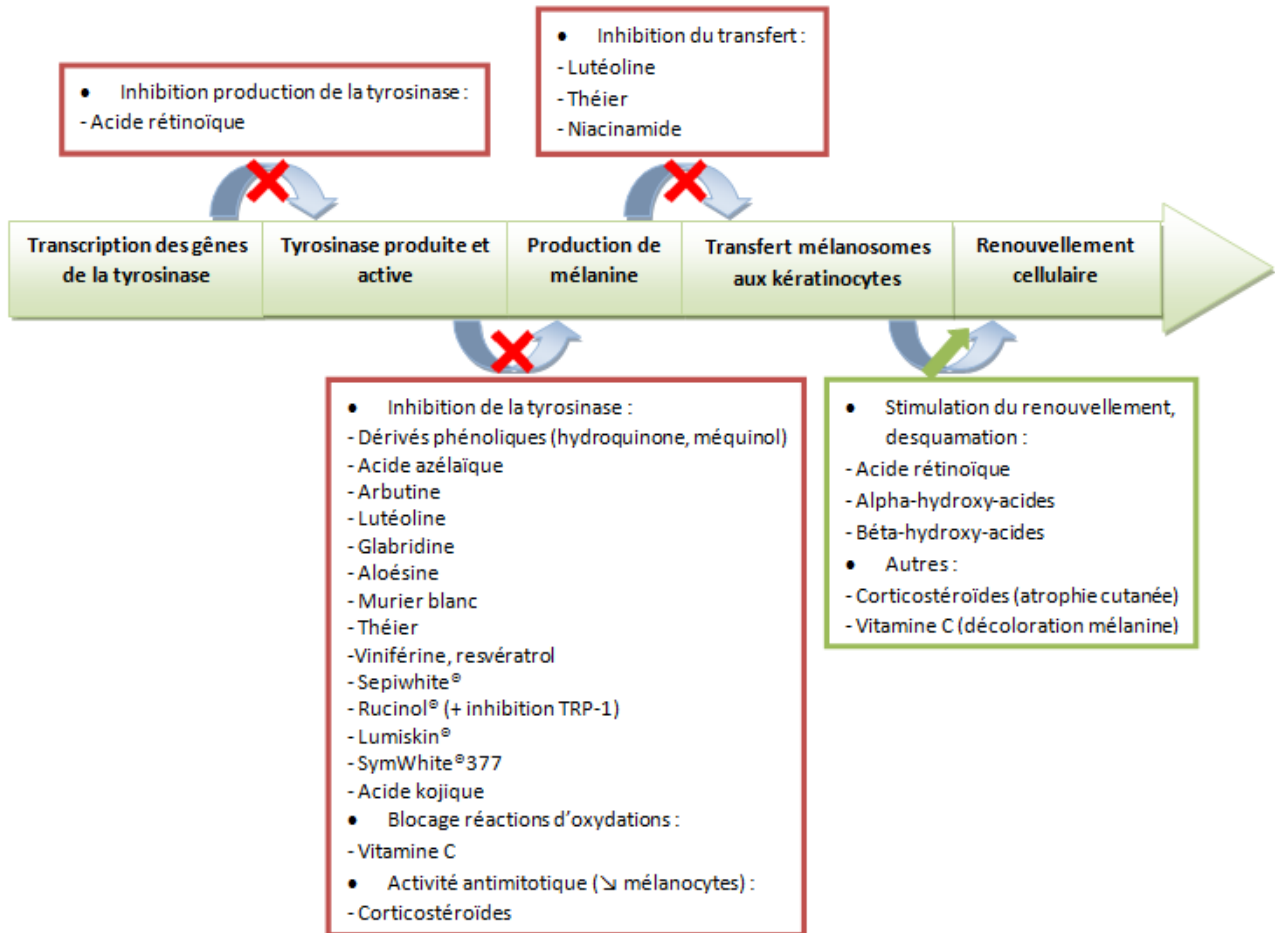 • Inhibition du transfert :
- Lutéoline
- Théier
- Niacinamide
• Inhibition production de la tyrosinase :
- Acide rétinoïque
Transcription des gênes
de la tyrosinase
Tyrosinase produite et
active
Production de
mélanine
Transfert mélanosomes
aux kératinocytes
Renouvellement
cellulaire
• Inhibition de la tyrosinase :
- Dérivés phénoliques (hydroquinone, méquinol)
- Acide azélaïque
- Arbutine
- Lutéoline
- Glabridine
- Aloésine
- Murier blanc
- Théier
-Viniférine, resvératrol
- Sepiwhite®
- Rucinol® (+ inhibition TRP-1)
- Lumiskin®
- SymWhite®377
- Acide kojique
• Blocage réactions d’oxydations :
- Vitamine C
• Activité antimitotique (↘ mélanocytes) :
- Corticostéroïdes
• Stimulation du renouvellement,
desquamation :
- Acide rétinoïque
- Alpha-hydroxy-acides
- Béta-hydroxy-acides
• Autres :
- Corticostéroïdes (atrophie cutanée)
- Vitamine C (décoloration mélanine)